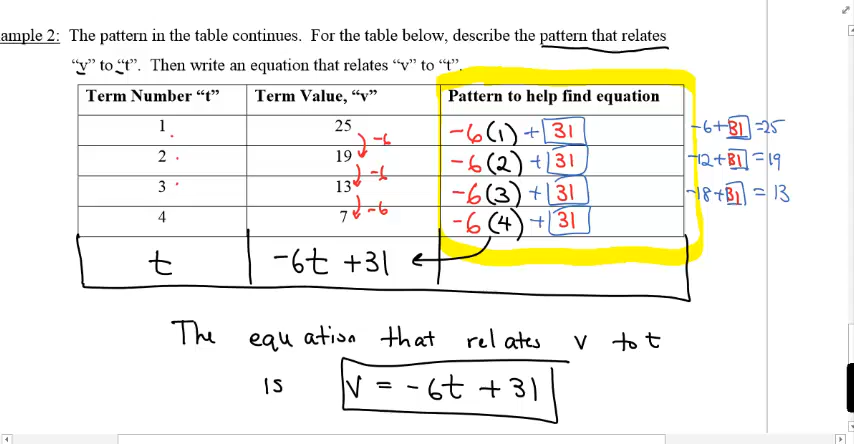 ample 2: The pattern in the table continues. For the table below, describe the pattern that relates
“v” to “t”. Then write an equation that relates “v” to “t”.
Term Number “t” Term Value, “v” Pattern to help find equation
1 25 -6(1) + 31 -6+31=25
-6
2 19 -6(2) + 31 -12+31=19
-6
3 13 -6(3) + 31 -18+31=13
-6
4 7 -6(4) + 31
t -6t +31
The equation that relates v to t
is v = -6t + 31